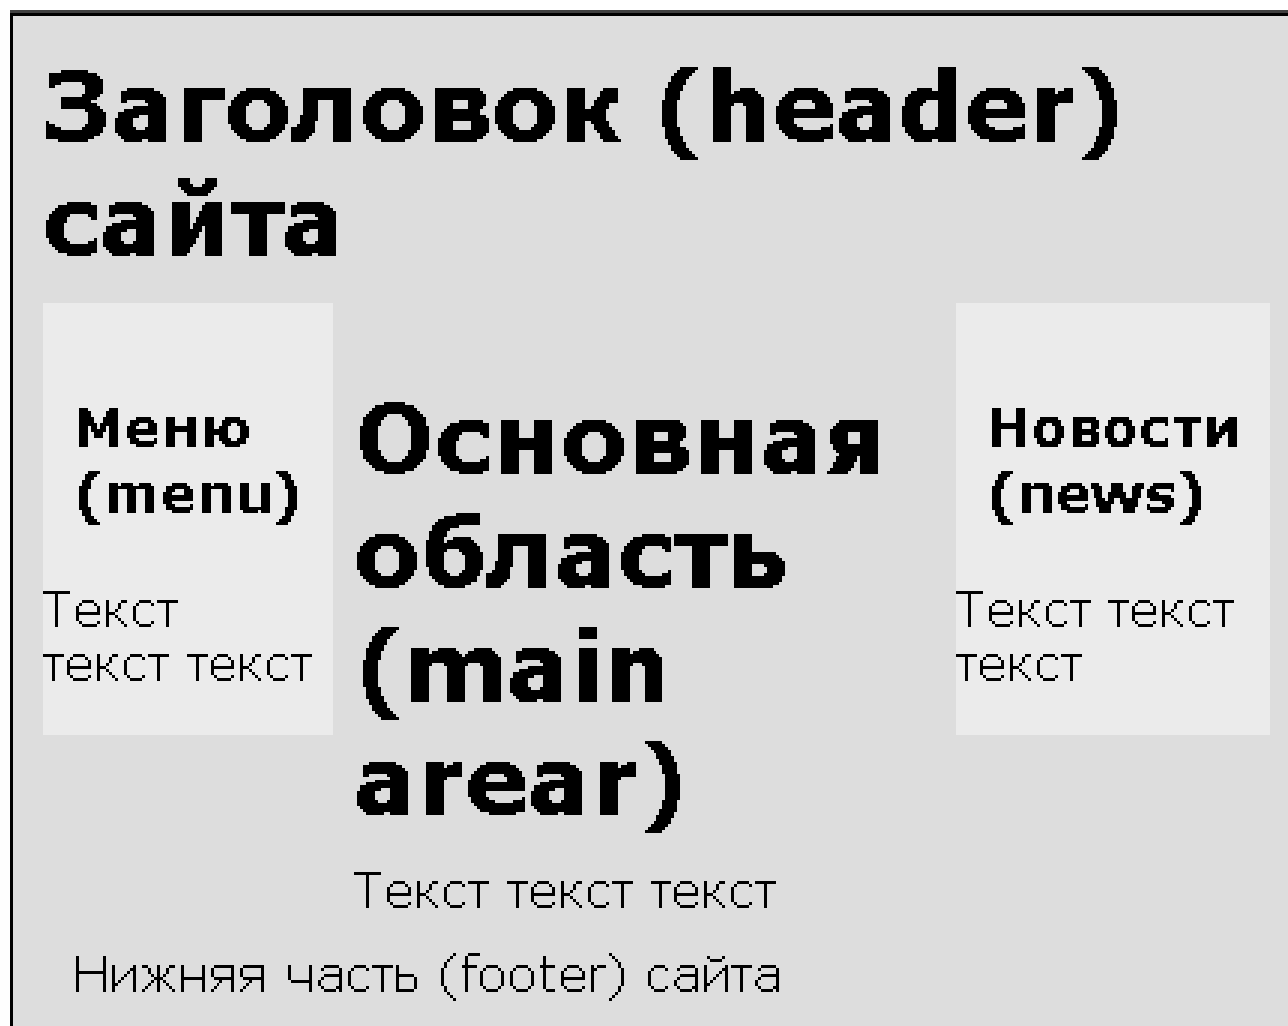 Заголовок (header)
сайта
Меню
(menu)
Текст
текст текст
Основная
область
(main
arear)
Текст текст текст
Новости
(news)
Текст текст
текст
Нижняя часть (footer) сайта